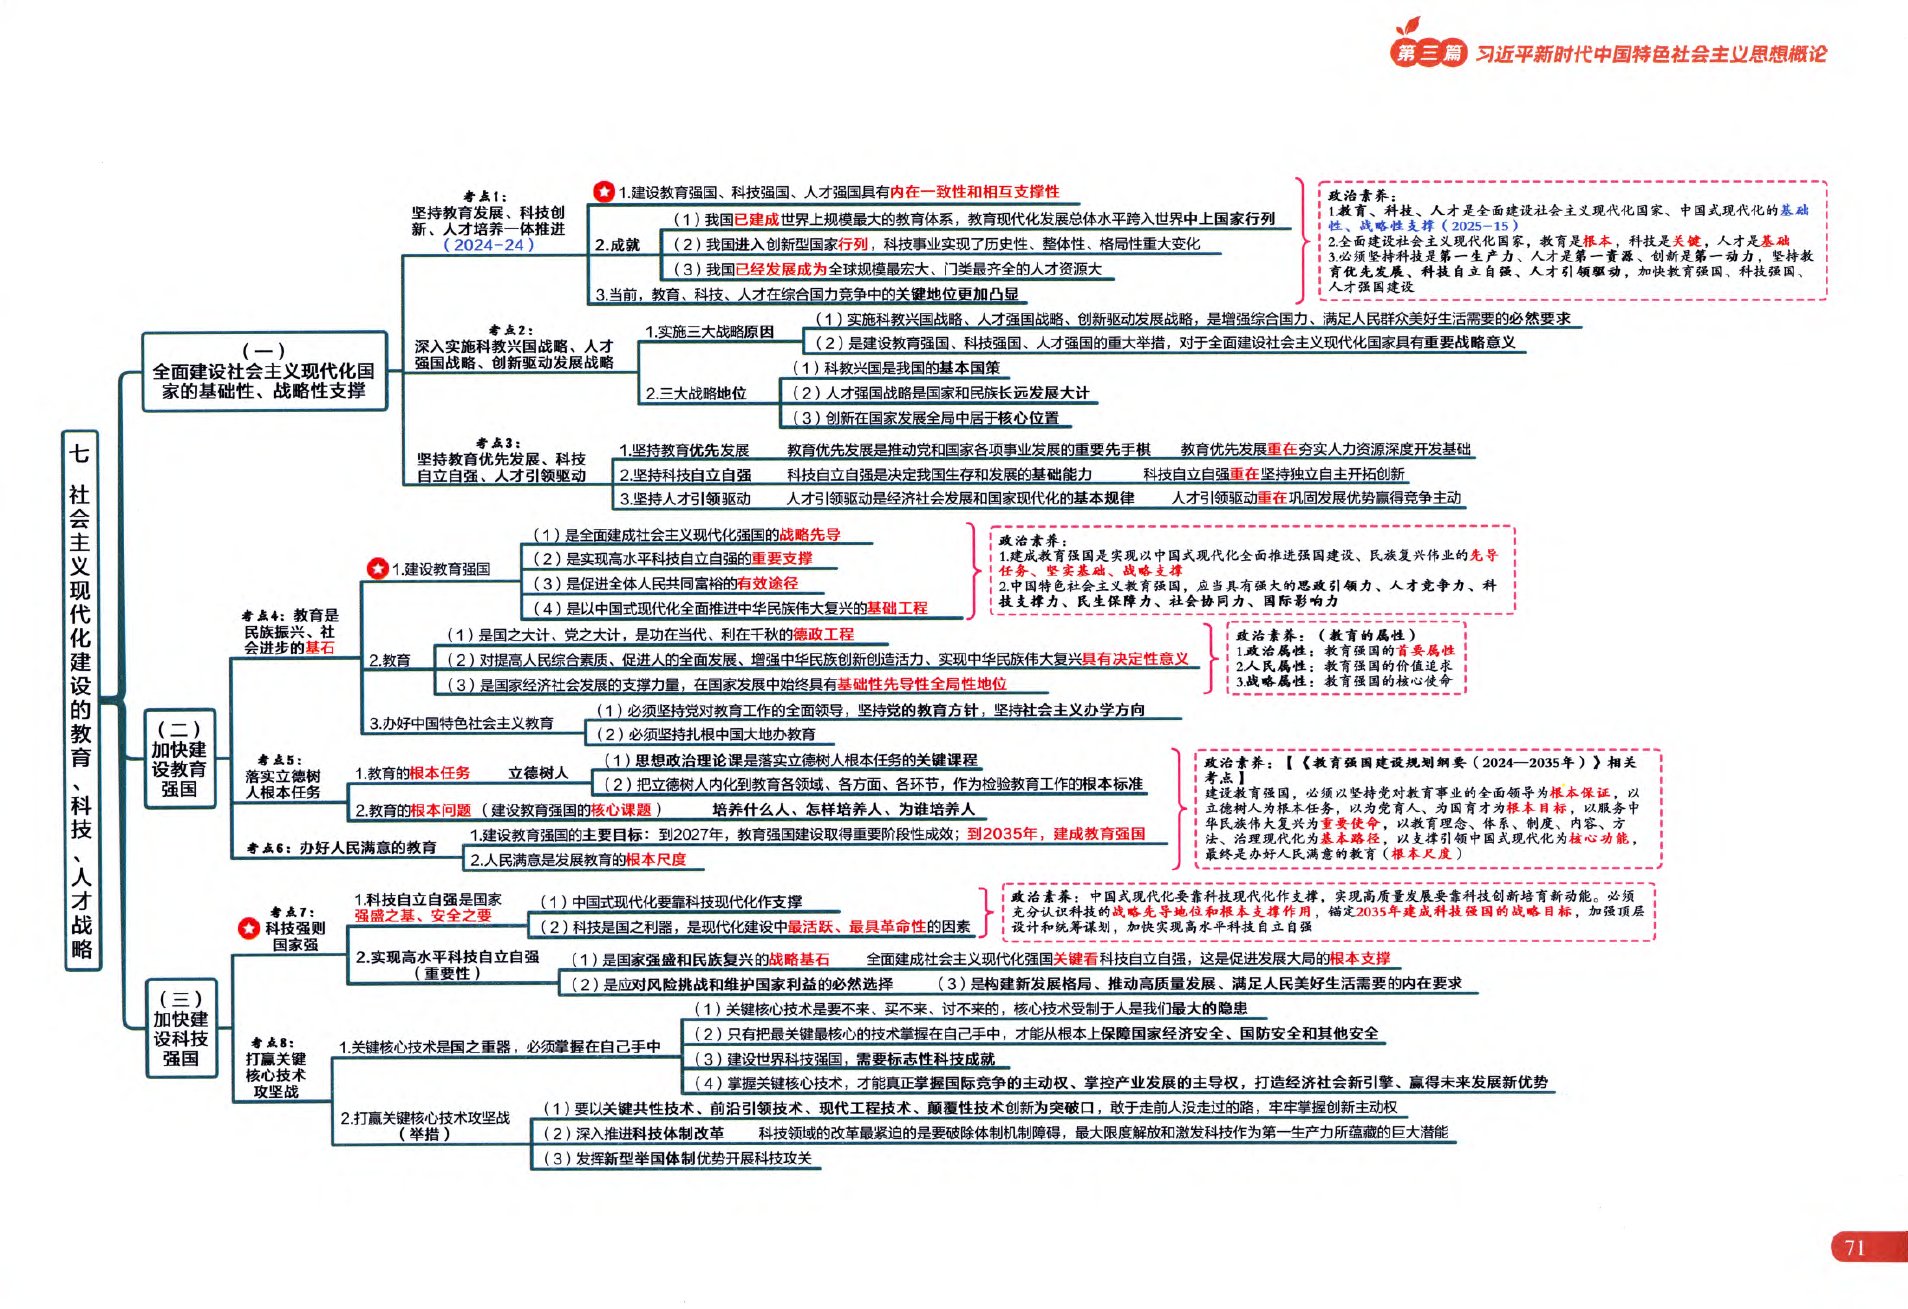 第三篇 习近平新时代中国特色社会主义思想概论
七 社会主义现代化建设的教育、科技、人才战略
（一）
全面建设社会主义现代化国
家的基础性、战略性支撑
考点1：
坚持教育发展、科技创
新、人才培养一体推进
（2024-24）
1.建设教育强国、科技强国、人才强国具有内在一致性和相互支撑性
2.成就
（1）我国已建成世界上规模最大的教育体系，教育现代化发展总体水平跨入世界中上国家行列
（2）我国进入创新型国家行列，科技事业实现了历史性、整体性、格局性重大变化
（3）我国已经发展成为全球规模最宏大、门类最齐全的人才资源大
3.当前，教育、科技、人才在综合国力竞争中的关键地位更加凸显
政治素养：
1.教育、科技、人才是全面建设社会主义现代化国家、中国式现代化的基础
性、战略性支撑（2025-15）
2.全面建设社会主义现代化国家，教育是根本，科技是关键，人才是基础
3.必须坚持科技是第一生产力、人才是第一资源、创新是第一动力，坚持教
育优先发展、科技自立自强、人才引领驱动，加快教育强国、科技强国、
人才强国建设
考点2：
深入实施科教兴国战略、人才
强国战略、创新驱动发展战略
1.实施三大战略原因
（1）实施科教兴国战略、人才强国战略、创新驱动发展战略，是增强综合国力、满足人民群众美好生活需要的必然要求
（2）是建设教育强国、科技强国、人才强国的重大举措，对于全面建设社会主义现代化国家具有重要战略意义
2.三大战略地位
（1）科教兴国是我国的基本国策
（2）人才强国战略是国家和民族长远发展大计
（3）创新在国家发展全局中居于核心位置
考点3：
坚持教育优先发展、科技
自立自强、人才引领驱动
1.坚持教育优先发展 教育优先发展是推动党和国家各项事业发展的重要先手棋 教育优先发展重在夯实人力资源深度开发基础
2.坚持科技自立自强 科技自立自强是决定我国生存和发展的基础能力 科技自立自强重在坚持独立自主开拓创新
3.坚持人才引领驱动 人才引领驱动是经济社会发展和国家现代化的基本规律 人才引领驱动重在巩固发展优势赢得竞争主动
（二）
加快建
设教育
强国
考点4：教育是
民族振兴、社
会进步的基石
1.建设教育强国
（1）是全面建成社会主义现代化强国的战略先导
（2）是实现高水平科技自立自强的重要支撑
（3）是促进全体人民共同富裕的有效途径
（4）是以中国式现代化全面推进中华民族伟大复兴的基础工程
政治素养：
1.建成教育强国是实现以中国式现代化全面推进强国建设、民族复兴伟业的先导
任务、坚实基础、战略支撑
2.中国特色社会主义教育强国，应当具有强大的思政引领力、人才竞争力、科
技支撑力、民生保障力、社会协同力、国际影响力
2.教育
（1）是国之大计、党之大计，是功在当代、利在千秋的德政工程
（2）对提高人民综合素质、促进人的全面发展、增强中华民族创新创造活力、实现中华民族伟大复兴具有决定性意义
（3）是国家经济社会发展的支撑力量，在国家发展中始终具有基础性先导性全局性地位
政治素养：（教育的属性）
1.政治属性：教育强国的首要属性
2.人民属性：教育强国的价值追求
3.战略属性：教育强国的核心使命
3.办好中国特色社会主义教育
（1）必须坚持党对教育工作的全面领导，坚持党的教育方针，坚持社会主义办学方向
（2）必须坚持扎根中国大地办教育
考点5：
落实立德树
人根本任务
1.教育的根本任务 立德树人
（1）思想政治理论课是落实立德树人根本任务的关键课程
（2）把立德树人内化到教育各领域、各方面、各环节，作为检验教育工作的根本标准
2.教育的根本问题（建设教育强国的核心课题） 培养什么人、怎样培养人、为谁培养人
考点6：办好人民满意的教育
1.建设教育强国的主要目标：到2027年，教育强国建设取得重要阶段性成效；到2035年，建成教育强国
2.人民满意是发展教育的根本尺度
政治素养：【《教育强国建设规划纲要（2024—2035年）》相关
考点】
建设教育强国，必须以坚持党对教育事业的全面领导为根本保证，以
立德树人为根本任务，以为党育人、为国育才为根本目标，以服务中
华民族伟大复兴为重要使命，以教育理念、体系、制度、内容、方
法、治理现代化为基本路径，以支撑引领中国式现代化为核心功能，
最终是办好人民满意的教育（根本尺度）
（三）
加快建
设科技
强国
考点7：
科技强则
国家强
1.科技自立自强是国家
强盛之基、安全之要
（1）中国式现代化要靠科技现代化作支撑
（2）科技是国之利器，是现代化建设中最活跃、最具革命性的因素
政治素养：中国式现代化要靠科技现代化作支撑，实现高质量发展要靠科技创新培育新动能。必须
充分认识科技的战略先导地位和根本支撑作用，锚定2035年建成科技强国的战略目标，加强顶层
设计和统筹谋划，加快实现高水平科技自立自强
2.实现高水平科技自立自强
（重要性）
（1）是国家强盛和民族复兴的战略基石 全面建成社会主义现代化强国关键看科技自立自强，这是促进发展大局的根本支撑
（2）是应对风险挑战和维护国家利益的必然选择 （3）是构建新发展格局、推动高质量发展、满足人民美好生活需要的内在要求
考点8：
打赢关键
核心技术
攻坚战
1.关键核心技术是国之重器，必须掌握在自己手中
（1）关键核心技术是要不来、买不来、讨不来的，核心技术受制于人是我们最大的隐患
（2）只有把最关键最核心的技术掌握在自己手中，才能从根本上保障国家经济安全、国防安全和其他安全
（3）建设世界科技强国，需要标志性科技成就
（4）掌握关键核心技术，才能真正掌握国际竞争的主动权、掌控产业发展的主导权，打造经济社会新引擎、赢得未来发展新优势
2.打赢关键核心技术攻坚战
（举措）
（1）要以关键共性技术、前沿引领技术、现代工程技术、颠覆性技术创新为突破口，敢于走前人没走过的路，牢牢掌握创新主动权
（2）深入推进科技体制改革 科技领域的改革最紧迫的是要破除体制机制障碍，最大限度解放和激发科技作为第一生产力所蕴藏的巨大潜能
（3）发挥新型举国体制优势开展科技攻关
71